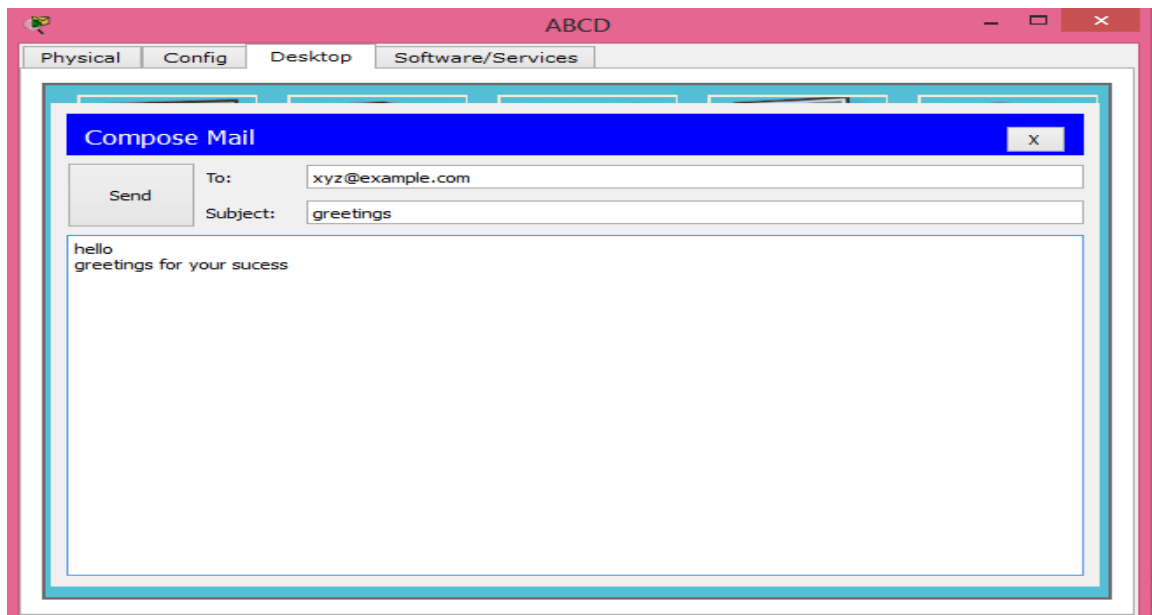 ABCD
Physical Config Desktop Software/Services
Compose Mail X
Send
To: xyz@example.com
Subject: greetings
hello
greetings for your sucess